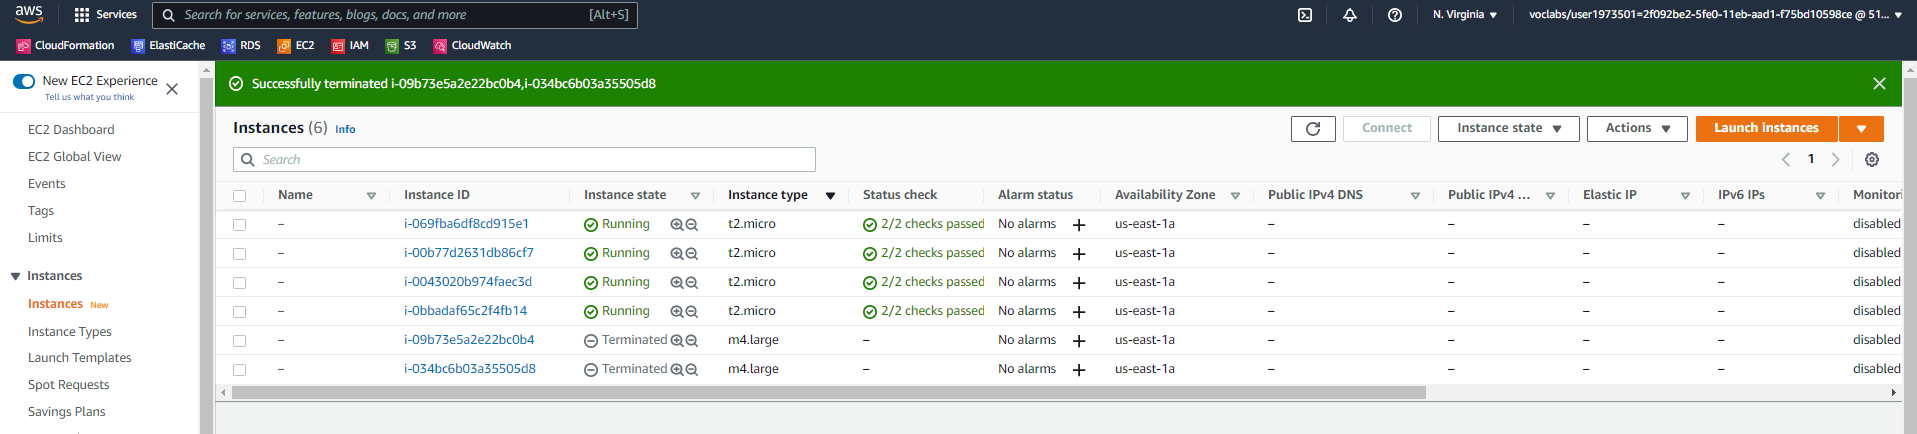 aws Services Search for services, features, blogs, docs, and more [Alt+S] N. Virginia voclabs/user1973501=2f092be2-5fe0-11eb-aad1-f75bd10598ce @ 51...
CloudFormation ElastiCache RDS EC2 IAM S3 CloudWatch
New EC2 Experience
Tell us what you think
EC2 Dashboard
EC2 Global View
Events
Tags
Limits
Instances
Instances New
Instance Types
Launch Templates
Spot Requests
Savings Plans
Successfully terminated i-09b73e5a2e22bc0b4,i-034bc6b03a35505d8
Instances (6) Info Connect Instance state Actions Launch instances
Search 1
Name Instance ID Instance state Instance type Status check Alarm status Availability Zone Public IPv4 DNS Public IPv4 ... Elastic IP IPv6 IPs Monitori
– i-069fba6df8cd915e1 Running t2.micro 2/2 checks passed No alarms + us-east-1a – – – – disabled
– i-00b77d2631db86cf7 Running t2.micro 2/2 checks passed No alarms + us-east-1a – – – – disabled
– i-0043020b974faec3d Running t2.micro 2/2 checks passed No alarms + us-east-1a – – – – disabled
– i-0bbadaf65c2f4fb14 Running t2.micro 2/2 checks passed No alarms + us-east-1a – – – – disabled
– i-09b73e5a2e22bc0b4 Terminated m4.large – No alarms + us-east-1a – – – – disabled
– i-034bc6b03a35505d8 Terminated m4.large – No alarms + us-east-1a – – – – disabled